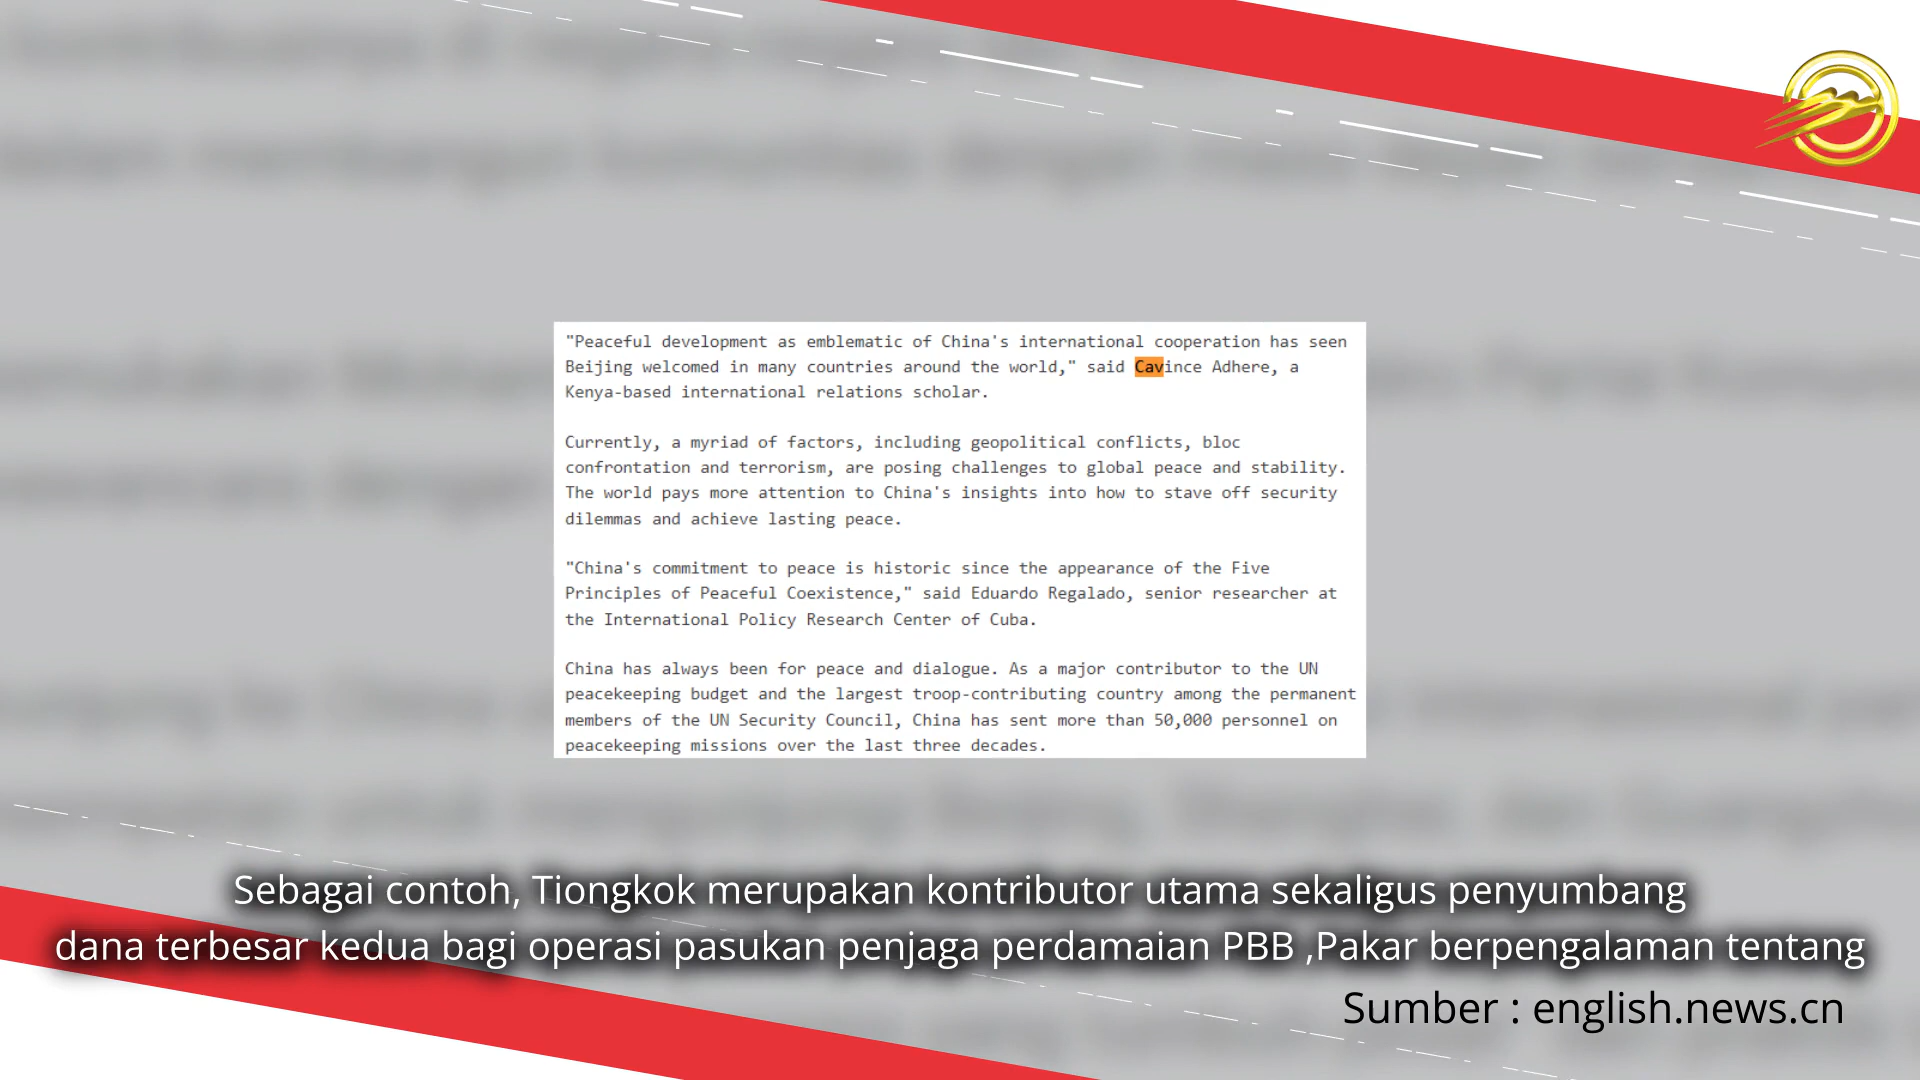 "Peaceful development as emblematic of China's international cooperation has seen
Beijing welcomed in many countries around the world," said Cavince Adhere, a
Kenya-based international relations scholar.
Currently, a myriad of factors, including geopolitical conflicts, bloc
confrontation and terrorism, are posing challenges to global peace and stability.
The world pays more attention to China's insights into how to stave off security
dilemmas and achieve lasting peace.
"China's commitment to peace is historic since the appearance of the Five
Principles of Peaceful Coexistence," said Eduardo Regalado, senior researcher at
the International Policy Research Center of Cuba.
China has always been for peace and dialogue. As a major contributor to the UN
peacekeeping budget and the largest troop-contributing country among the permanent
members of the UN Security Council, China has sent more than 50,000 personnel on
peacekeeping missions over the last three decades.
Sebagai contoh, Tiongkok merupakan kontributor utama sekaligus penyumbang
dana terbesar kedua bagi operasi pasukan penjaga perdamaian PBB ,Pakar berpengalaman tentang
Sumber : english.news.cn